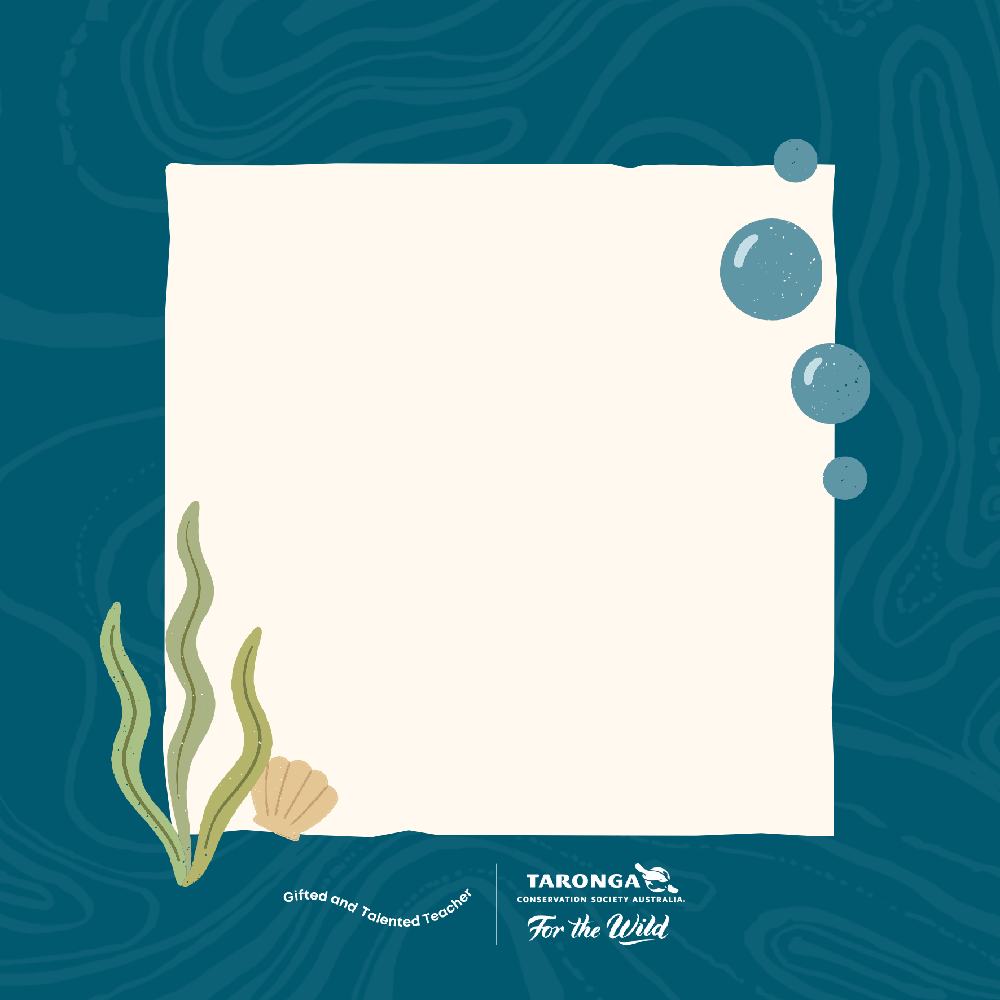 Gifted and Talented Teacher
TARONGA
CONSERVATION SOCIETY AUSTRALIA
For the Wild